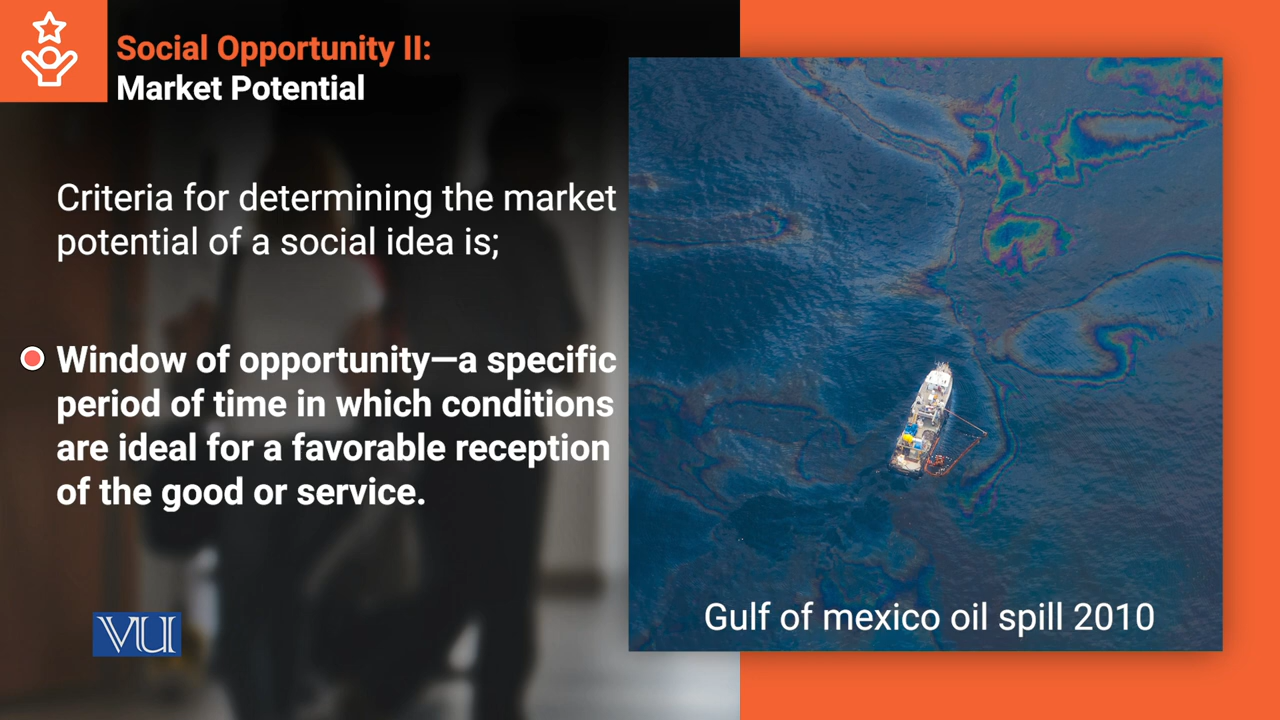 Social Opportunity II:
Market Potential
Criteria for determining the market
potential of a social idea is;
Window of opportunity—a specific
period of time in which conditions
are ideal for a favorable reception
of the good or service.
VU
Gulf of mexico oil spill 2010